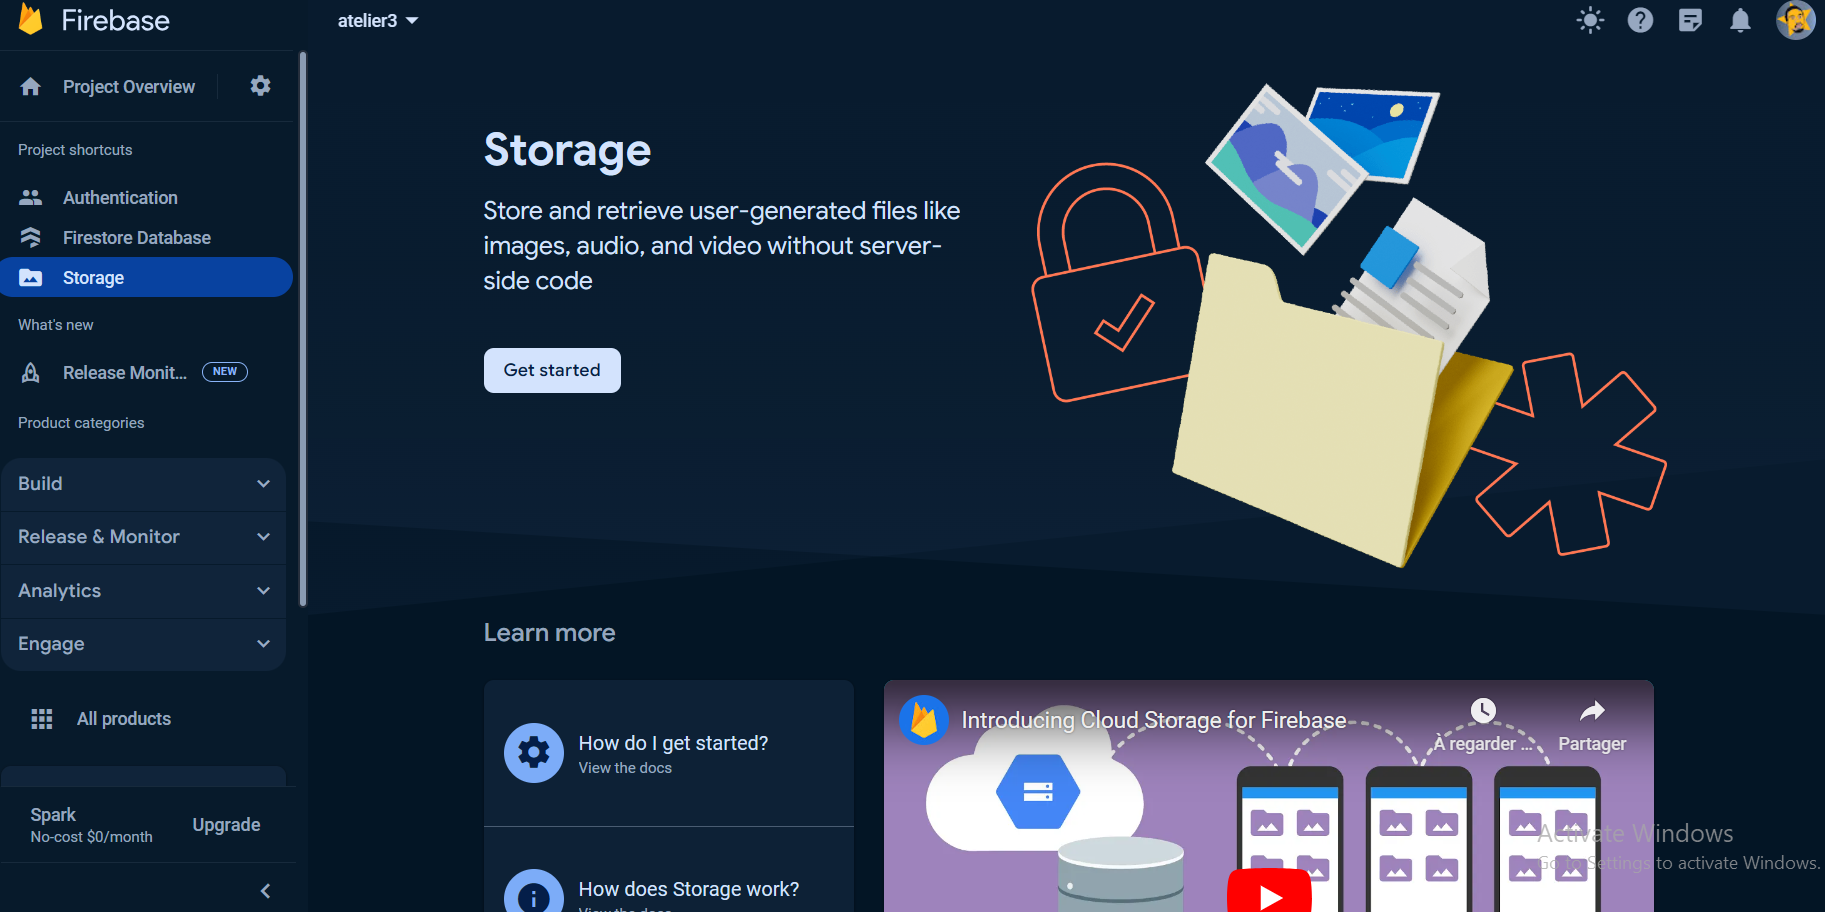 Firebase
atelier3
Project Overview
Project shortcuts
Authentication
Firestore Database
Storage
What's new
Release Monit...
NEW
Product categories
Build
Release & Monitor
Analytics
Engage
All products
Spark
No-cost $0/month
Upgrade
Storage
Store and retrieve user-generated files like
images, audio, and video without server-
side code
Get started
Learn more
How do I get started?
View the docs
How does Storage work?
View the docs
Introducing Cloud Storage for Firebase
À regarder ...
Partager
Activate Windows
Go to Settings to activate Windows.